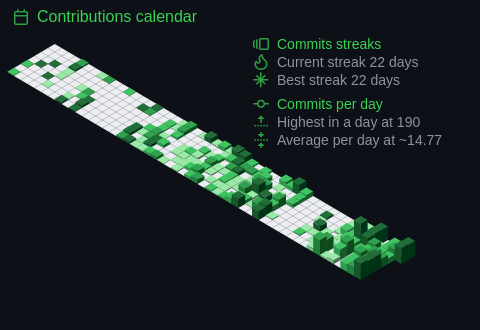 Contributions calendar
Commits streaks
Current streak 22 days
Best streak 22 days
Commits per day
Highest in a day at 190
Average per day at ~14.77